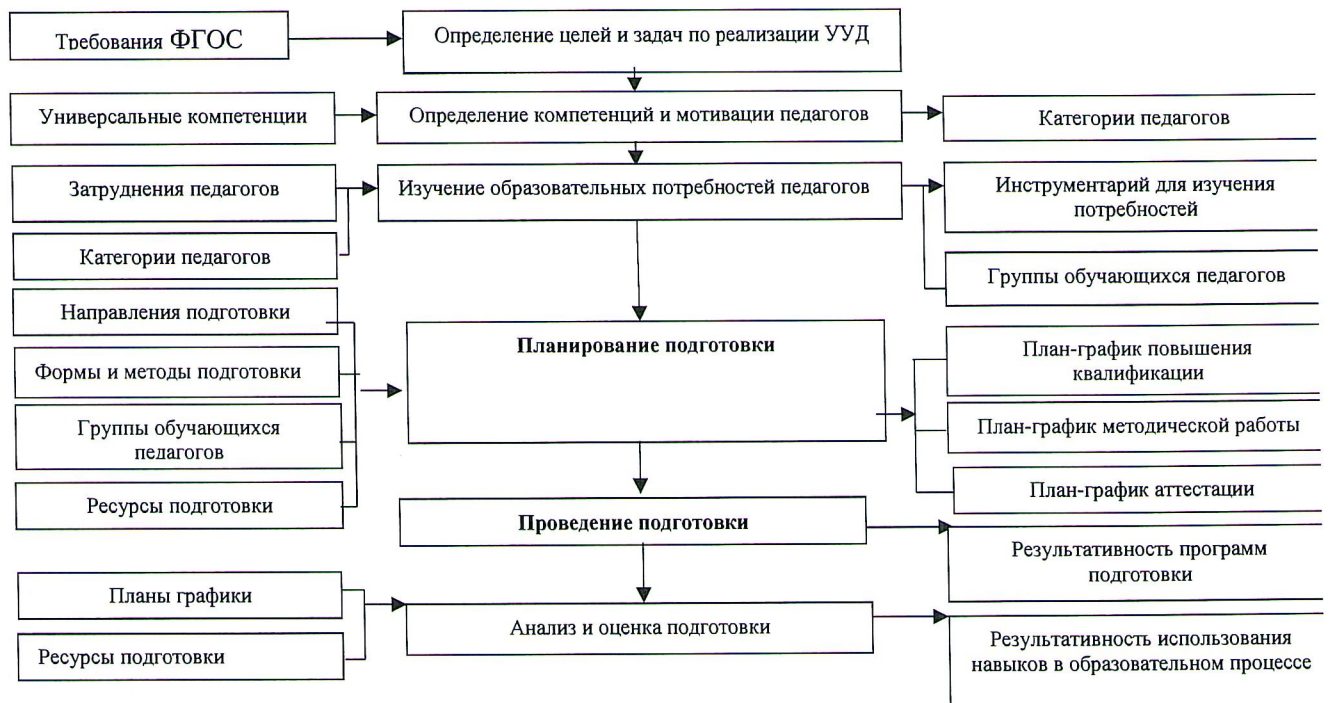 Требования ФГОС
Определение целей и задач по реализации УУД
Универсальные компетенции
Определение компетенций и мотивации педагогов
Категории педагогов
Затруднения педагогов
Изучение образовательных потребностей педагогов
Инструментарий для изучения
потребностей
Категории педагогов
Группы обучающихся педагогов
Направления подготовки
Формы и методы подготовки
Группы обучающихся
педагогов
Ресурсы подготовки
Планирование подготовки
План-график повышения
квалификации
План-график методической работы
План-график аттестации
Проведение подготовки
Результативность программ
подготовки
Планы графики
Ресурсы подготовки
Анализ и оценка подготовки
Результативность использования
навыков в образовательном процессе